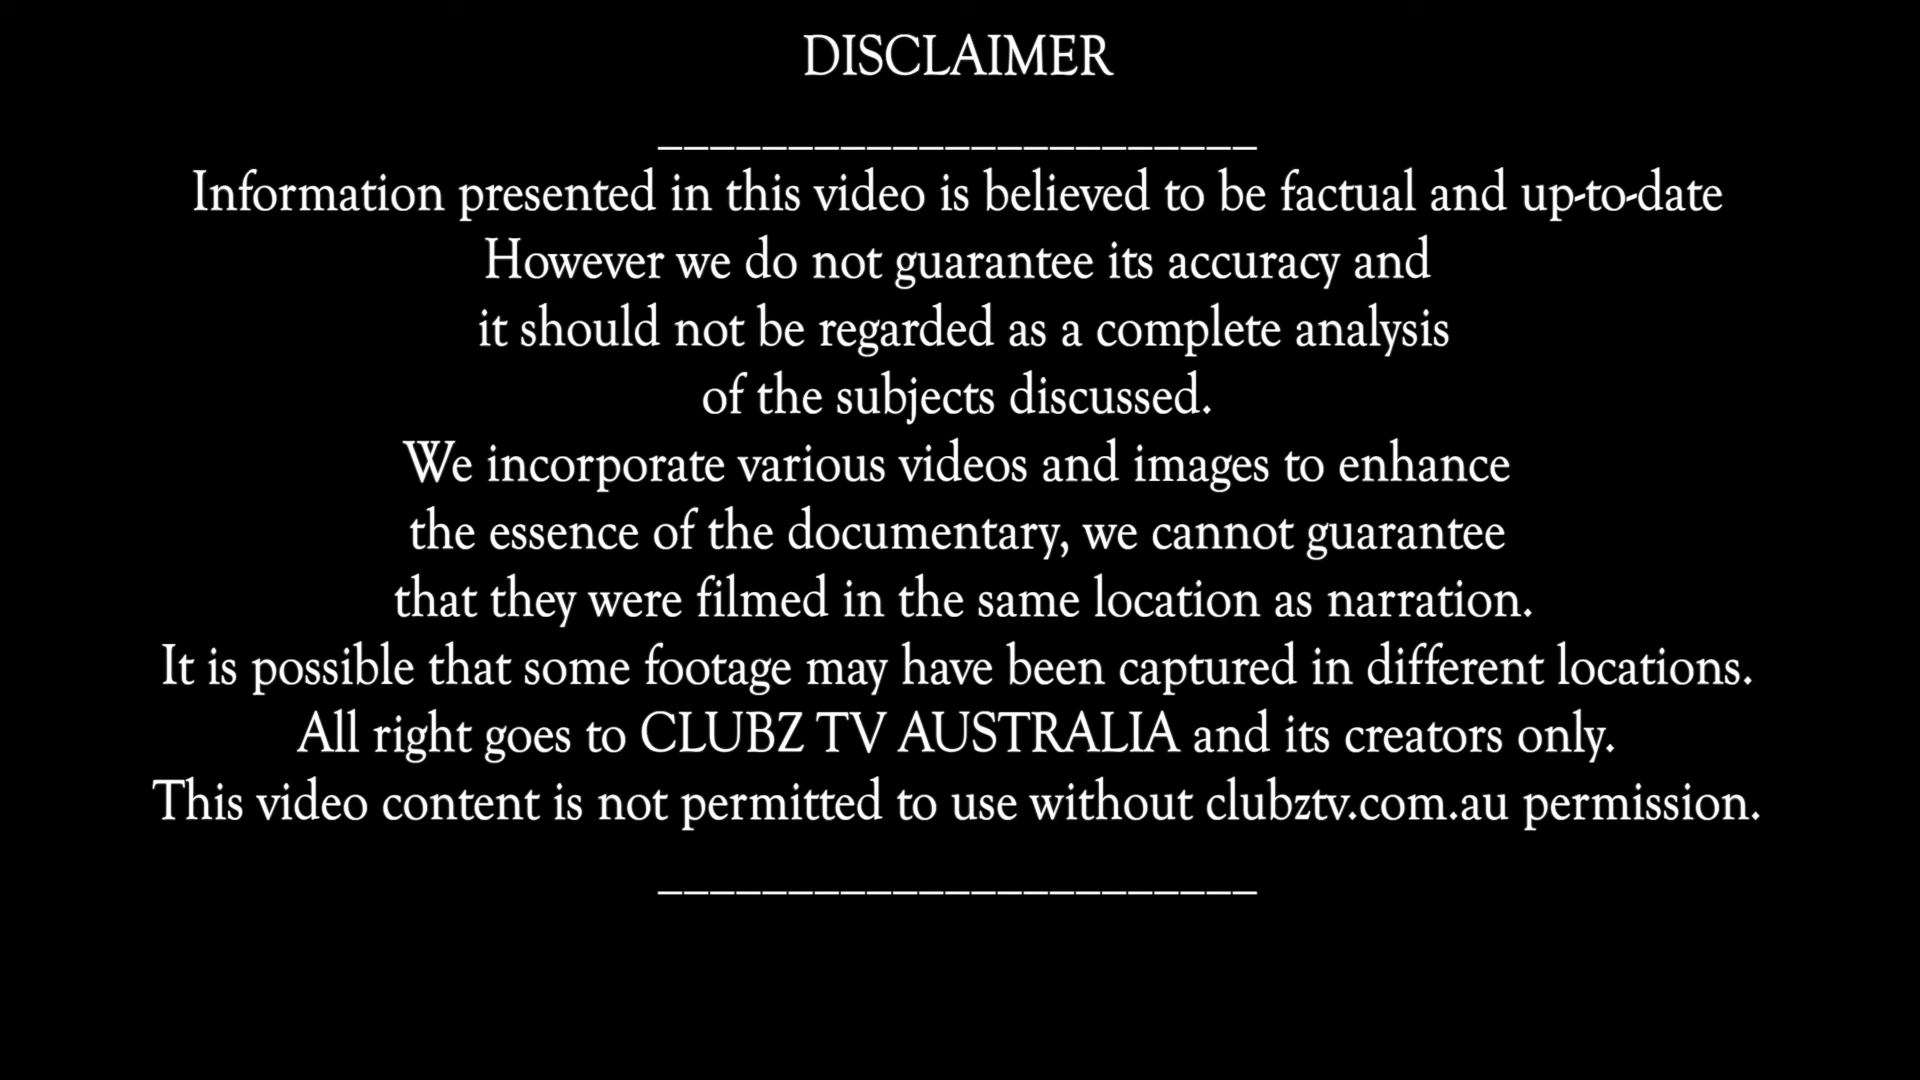 DISCLAIMER
_______________________
Information presented in this video is believed to be factual and up-to-date
However we do not guarantee its accuracy and
it should not be regarded as a complete analysis
of the subjects discussed.
We incorporate various videos and images to enhance
the essence of the documentary, we cannot guarantee
that they were filmed in the same location as narration.
It is possible that some footage may have been captured in different locations.
All right goes to CLUBZ TV AUSTRALIA and its creators only.
This video content is not permitted to use without clubztv.com.au permission.
_______________________